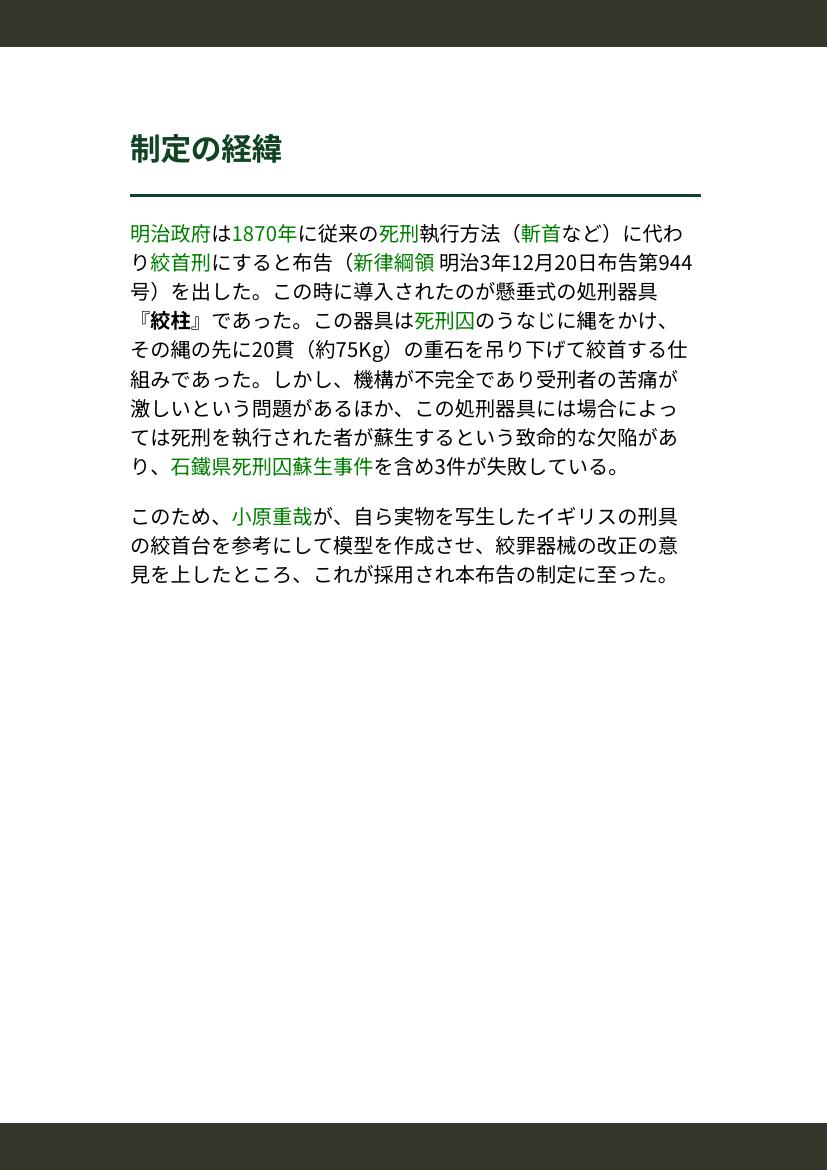 制定の経緯
明治政府は1870年に従来の死刑執行方法（斬首など）に代わ
り絞首刑にすると布告（新律綱領 明治3年12月20日布告第944
号）を出した。この時に導入されたのが懸垂式の処刑器具
『絞柱』であった。この器具は死刑囚のうなじに縄をかけ、
その縄の先に20貫（約75Kg）の重石を吊り下げて絞首する仕
組みであった。しかし、機構が不完全であり受刑者の苦痛が
激しいという問題があるほか、この処刑器具には場合によっ
ては死刑を執行された者が蘇生するという致命的な欠陥があ
り、石鐵県死刑囚蘇生事件を含め3件が失敗している。
このため、小原重哉が、自ら実物を写生したイギリスの刑具
の絞首台を参考にして模型を作成させ、絞罪器械の改正の意
見を上したところ、これが採用され本布告の制定に至った。